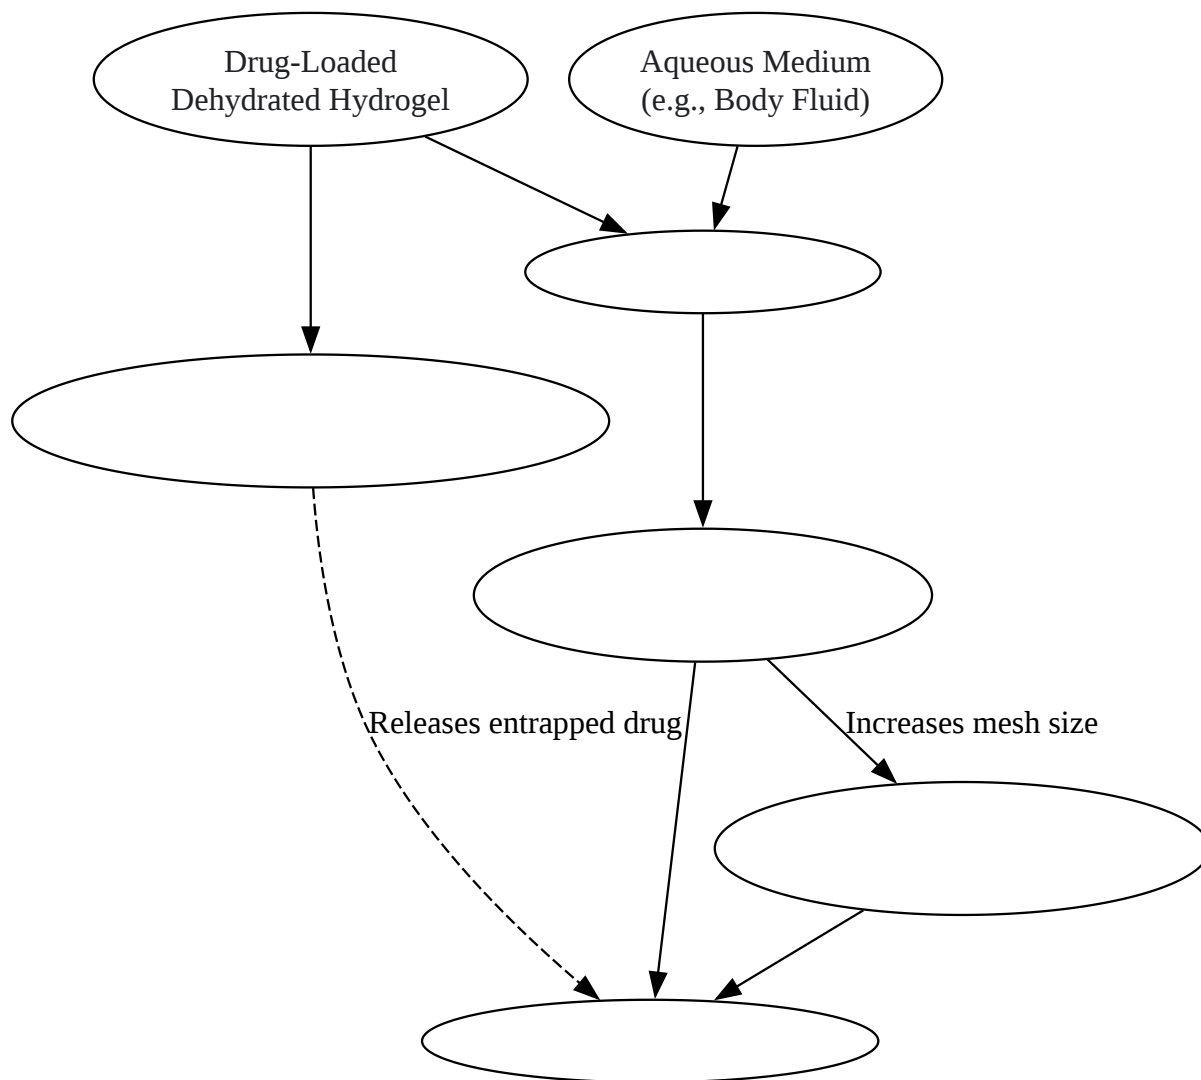 Drug-Loaded
Dehydrated Hydrogel
Aqueous Medium
(e.g., Body Fluid)
Releases entrapped drug
Increases mesh size